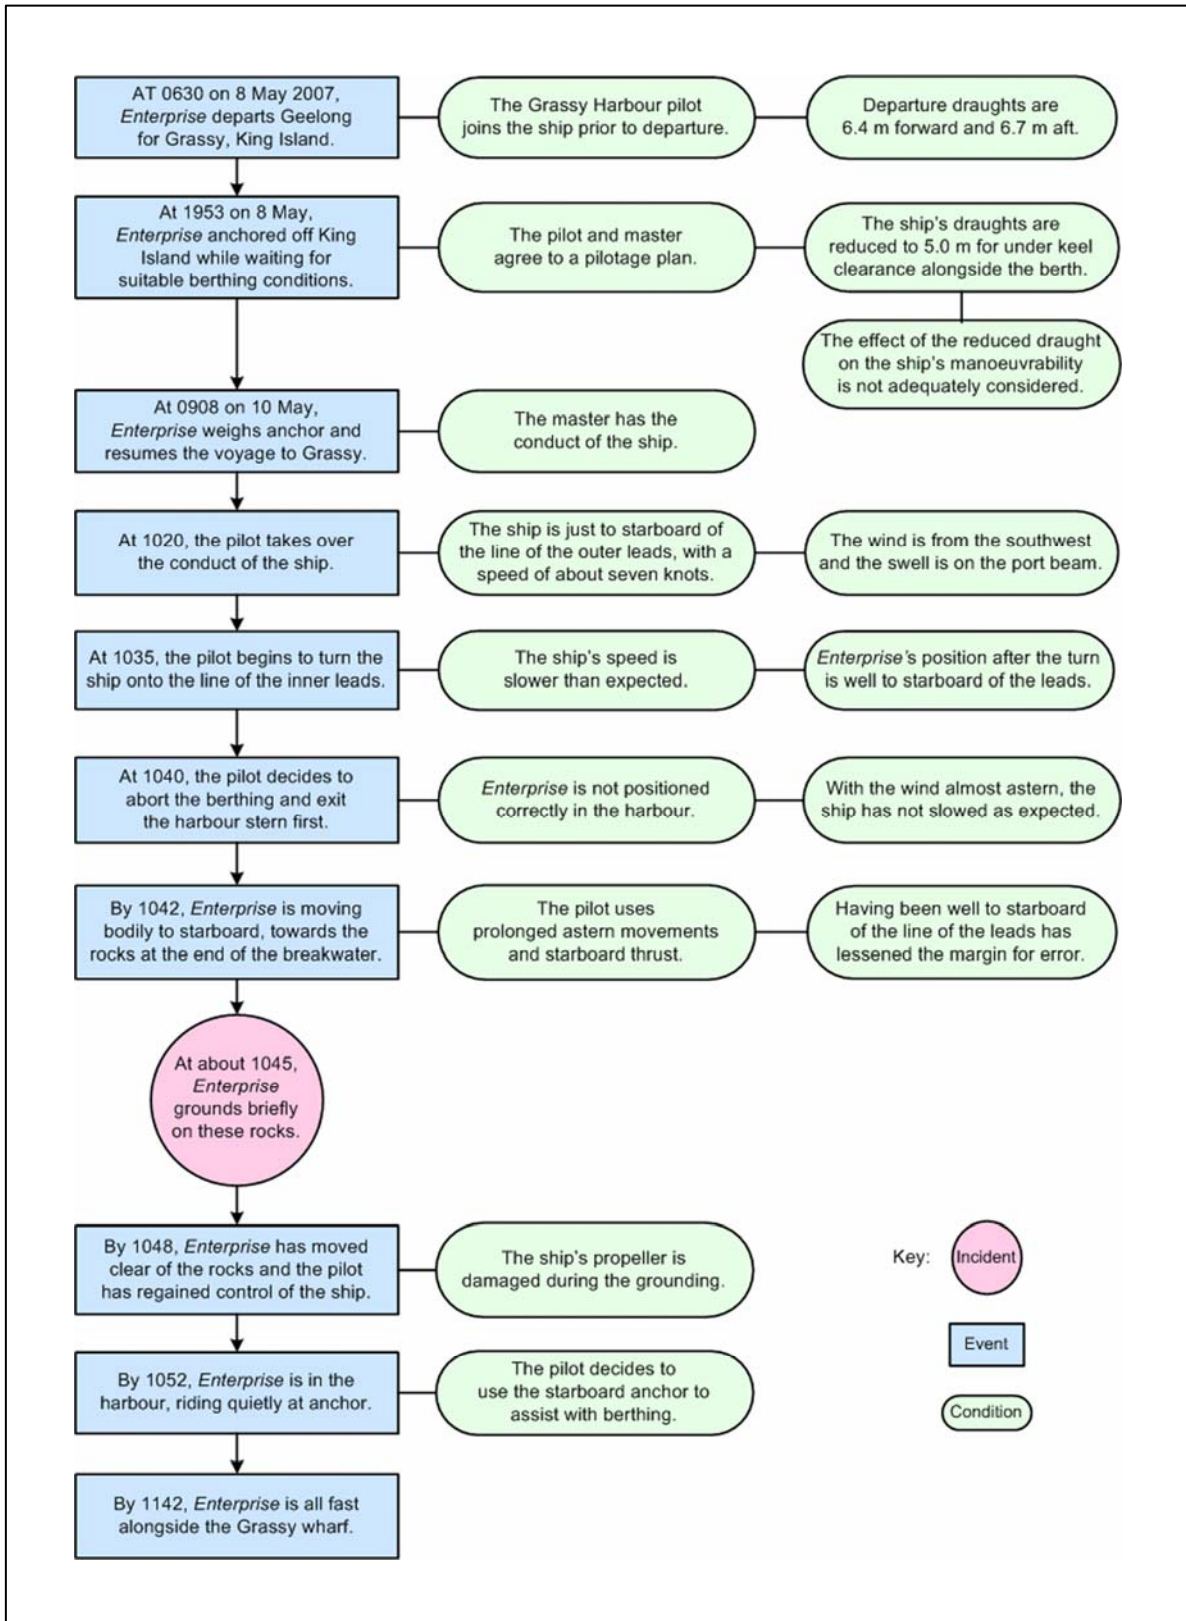 AT 0630 on 8 May 2007,
Enterprise departs Geelong
for Grassy, King Island.
The Grassy Harbour pilot
joins the ship prior to departure.
Departure draughts are
6.4 m forward and 6.7 m aft.
At 1953 on 8 May,
Enterprise anchored off King
Island while waiting for
suitable berthing conditions.
The pilot and master
agree to a pilotage plan.
The ship's draughts are
reduced to 5.0 m for under keel
clearance alongside the berth.
The effect of the reduced draught
on the ship's manoeuvrability
is not adequately considered.
At 0908 on 10 May,
Enterprise weighs anchor and
resumes the voyage to Grassy.
The master has the
conduct of the ship.
At 1020, the pilot takes over
the conduct of the ship.
The ship is just to starboard of
the line of the outer leads, with a
speed of about seven knots.
The wind is from the southwest
and the swell is on the port beam.
At 1035, the pilot begins to turn the
ship onto the line of the inner leads.
The ship's speed is
slower than expected.
Enterprise's position after the turn
is well to starboard of the leads.
At 1040, the pilot decides to
abort the berthing and exit
the harbour stern first.
Enterprise is not positioned
correctly in the harbour.
With the wind almost astern, the
ship has not slowed as expected.
By 1042, Enterprise is moving
bodily to starboard, towards the
rocks at the end of the breakwater.
The pilot uses
prolonged astern movements
and starboard thrust.
Having been well to starboard
of the line of the leads has
lessened the margin for error.
At about 1045,
Enterprise
grounds briefly
on these rocks.
By 1048, Enterprise has moved
clear of the rocks and the pilot
has regained control of the ship.
The ship's propeller is
damaged during the grounding.
Key:
Incident
Event
Condition
By 1052, Enterprise is in the
harbour, riding quietly at anchor.
The pilot decides to
use the starboard anchor to
assist with berthing.
By 1142, Enterprise is all fast
alongside the Grassy wharf.